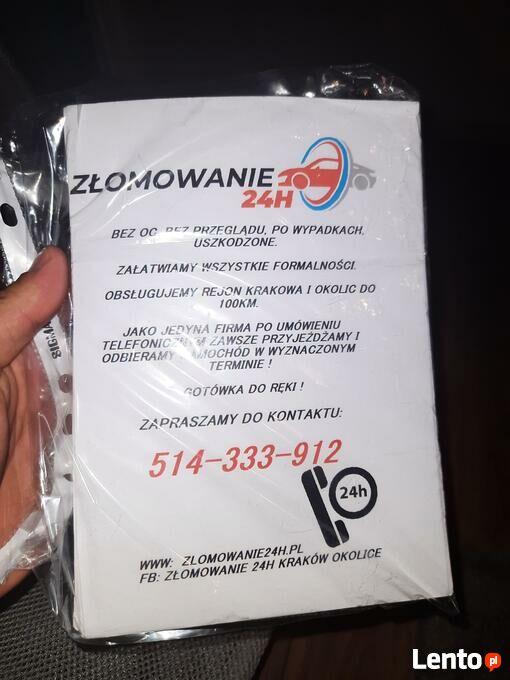 ZŁOMOWANIE
24H
BEZ OC, BEZ PRZEGLĄDU, PO WYPADKACH,
USZKODZONE.
ZAŁATWIAMY WSZYSTKIE FORMALNOŚCI.
OBSŁUGUJEMY REJON KRAKOWA I OKOLIC DO
100KM.
JAKO JEDYNA FIRMA PO UMÓWIENIU
TELEFONICZNYM ZAWSZE PRZYJEŻDŻAMY I
ODBIERAMY SAMOCHÓD W WYZNACZONYM
TERMINIE !
GOTÓWKA DO RĘKI !
ZAPRASZAMY DO KONTAKTU:
514-333-912
24h
WWW: ZLOMOWANIE24H.PL
FB: ZŁOMOWANIE 24H KRAKÓW OKOLICE
Lento.pl